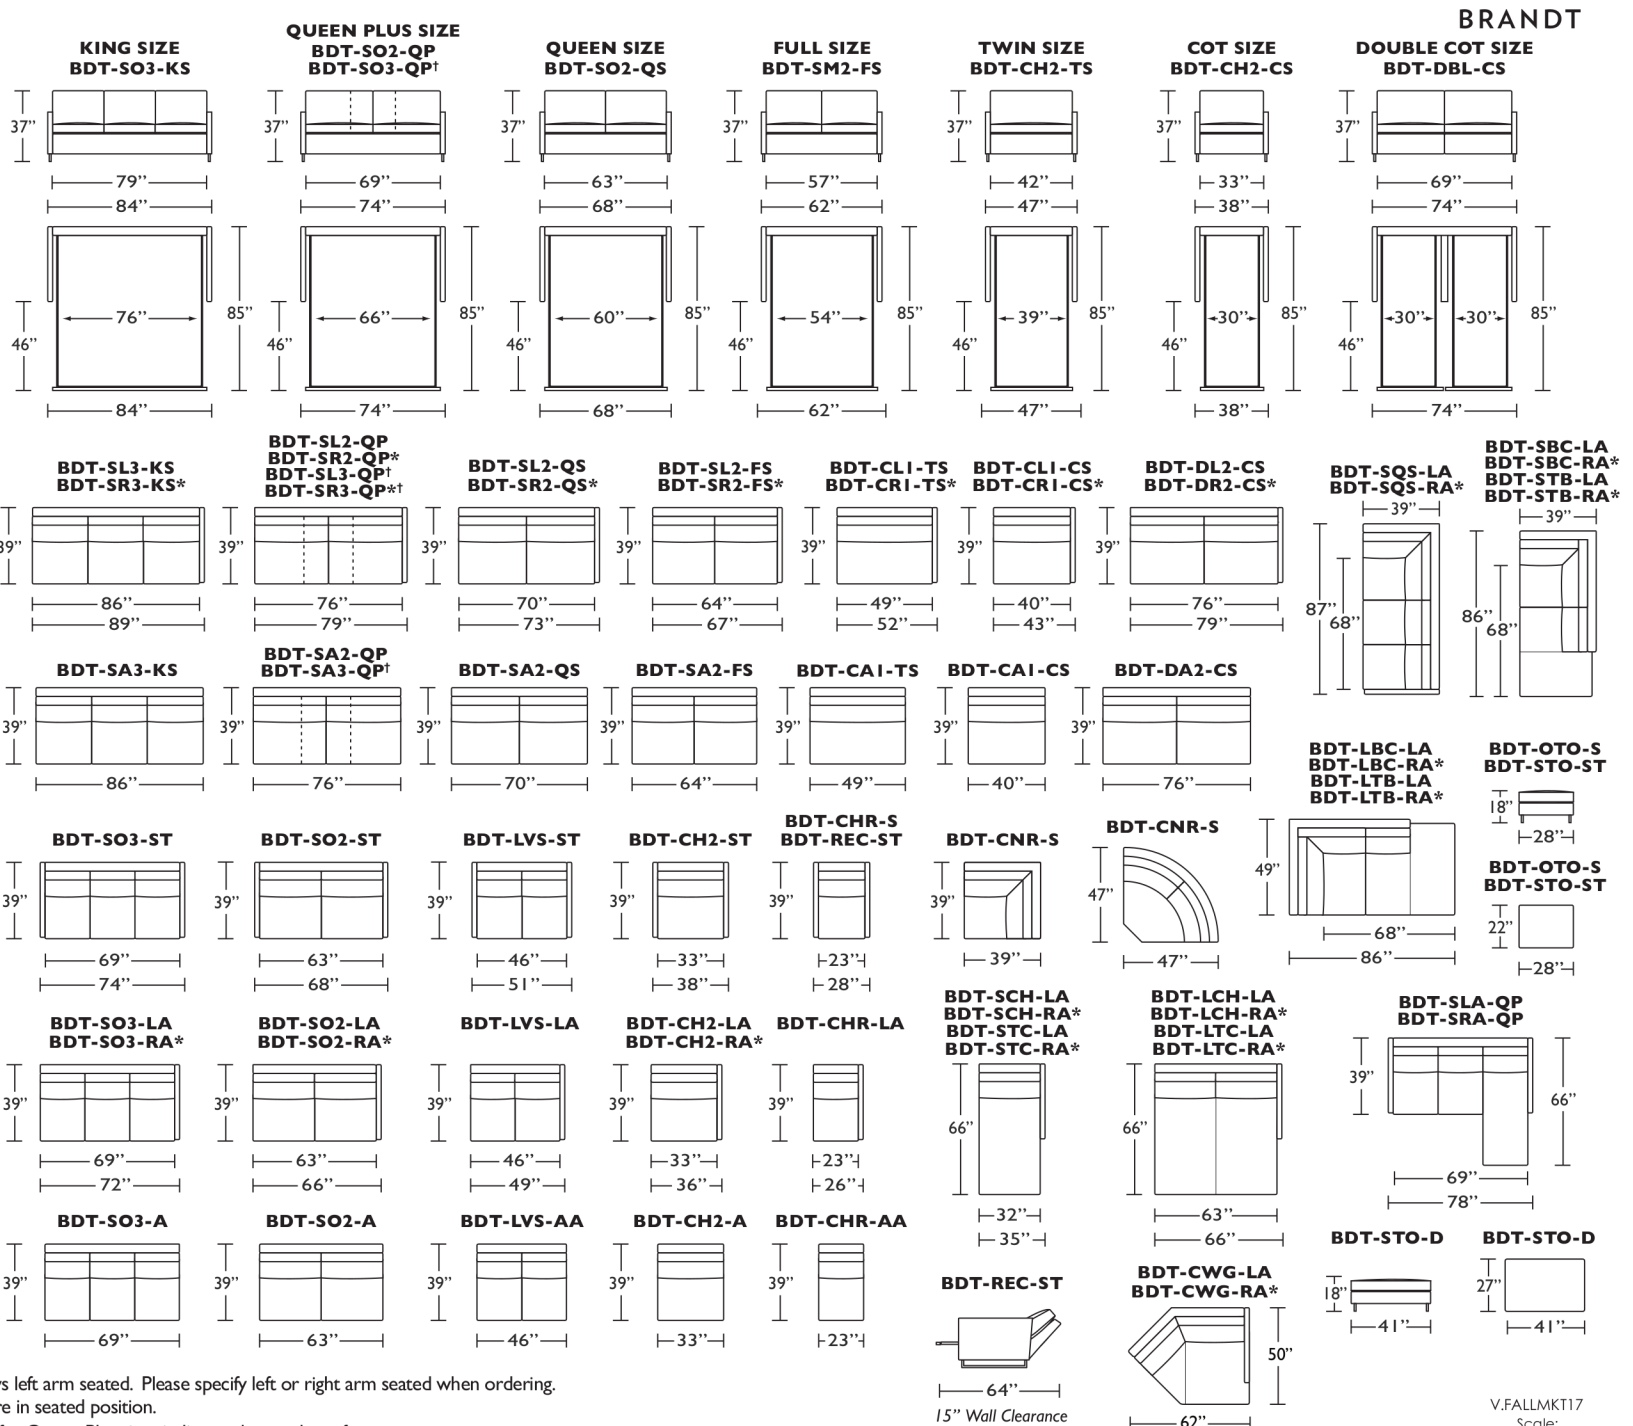 BRANDT
KING SIZE
BDT-SO3-KS
QUEEN PLUS SIZE
BDT-SO2-QP
BDT-SO3-QP†
QUEEN SIZE
BDT-SO2-QS
FULL SIZE
BDT-SM2-FS
TWIN SIZE
BDT-CH2-TS
COT SIZE
BDT-CH2-CS
DOUBLE COT SIZE
BDT-DBL-CS
37” 37” 37” 37” 37” 37” 37”
79” 69” 63” 57” 42” 33” 69”
84” 74” 68” 62” 47” 38” 74”
76” 66” 60” 54” 39” 30” 30” 30”
85” 85” 85” 85” 85” 85” 85”
46” 46” 46” 46” 46” 46” 46”
84” 74” 68” 62” 47” 38” 74”
BDT-SL3-KS
BDT-SR3-KS*
BDT-SL2-QP
BDT-SR2-QP*
BDT-SL3-QP†
BDT-SR3-QP*†
BDT-SL2-QS
BDT-SR2-QS*
BDT-SL2-FS
BDT-SR2-FS*
BDT-CL1-TS
BDT-CR1-TS*
BDT-CL1-CS
BDT-CR1-CS*
BDT-DL2-CS
BDT-DR2-CS*
39” 39” 39” 39” 39” 39” 39”
86” 76” 70” 64” 49” 40” 76”
89” 79” 73” 67” 52” 43” 79”
BDT-SQS-LA
BDT-SQS-RA*
39”
87” 68”
BDT-SBC-LA
BDT-SBC-RA*
BDT-STB-LA
BDT-STB-RA*
39”
86” 68”
BDT-SA3-KS
BDT-SA2-QP
BDT-SA3-QP†
BDT-SA2-QS
BDT-SA2-FS
BDT-CA1-TS
BDT-CA1-CS
BDT-DA2-CS
39” 39” 39” 39” 39” 39” 39”
86” 76” 70” 64” 49” 40” 76”
BDT-LBC-LA
BDT-LBC-RA*
BDT-LTB-LA
BDT-LTB-RA*
49”
68”
86”
BDT-OTO-S
BDT-STO-ST
18”
28”
BDT-OTO-S
BDT-STO-ST
22”
28”
BDT-SO3-ST
BDT-SO2-ST
BDT-LVS-ST
BDT-CH2-ST
BDT-CHR-S
BDT-REC-ST
BDT-CNR-S
BDT-CNR-S
39” 39” 39” 39” 39” 39” 47”
69” 63” 46” 33” 23” 39” 47”
74” 68” 51” 38” 28”
BDT-SO3-LA
BDT-SO3-RA*
BDT-SO2-LA
BDT-SO2-RA*
BDT-LVS-LA
BDT-CH2-LA
BDT-CH2-RA*
BDT-CHR-LA
39” 39” 39” 39” 39”
69” 63” 46” 33” 23”
72” 66” 49” 36” 26”
BDT-SCH-LA
BDT-SCH-RA*
BDT-STC-LA
BDT-STC-RA*
66”
32”
35”
BDT-LCH-LA
BDT-LCH-RA*
BDT-LTC-LA
BDT-LTC-RA*
66”
63”
66”
BDT-SLA-QP
BDT-SRA-QP
39” 66”
69”
78”
BDT-SO3-A
BDT-SO2-A
BDT-LVS-AA
BDT-CH2-A
BDT-CHR-AA
39” 39” 39” 39” 39”
69” 63” 46” 33” 23”
BDT-REC-ST
64”
15” Wall Clearance
BDT-CWG-LA
BDT-CWG-RA*
50”
62”
BDT-STO-D
18”
41”
BDT-STO-D
27”
41”
left arm seated. Please specify left or right arm seated when ordering.
in seated position.
V.FALLMKT17
Scale: